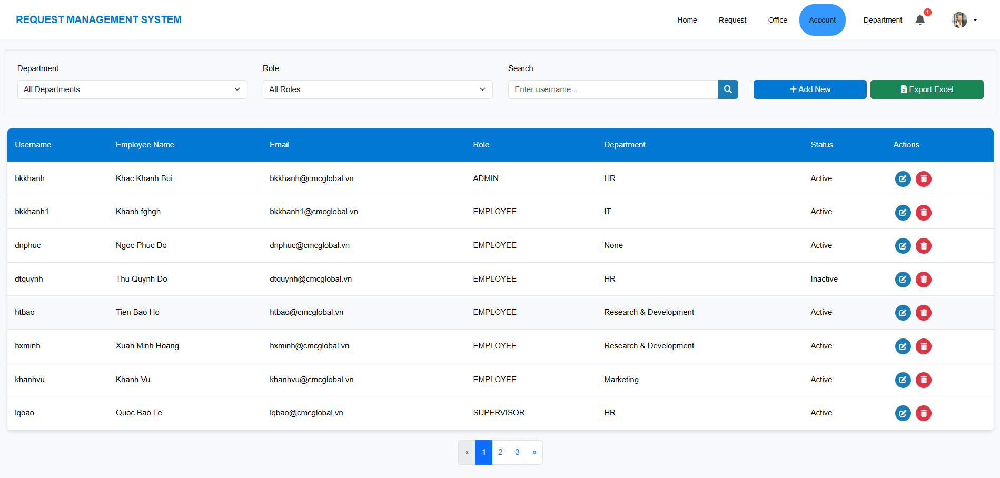 REQUEST MANAGEMENT SYSTEM Home Request Office Account Department 1
Department Role Search
All Departments All Roles Enter username... Add New Export Excel
Username Employee Name Email Role Department Status Actions
bkkhanh Khac Khanh Bui bkkhanh@cmcglobal.vn ADMIN HR Active
bkkhanh1 Khanh fghgh bkkhanh1@cmcglobal.vn EMPLOYEE IT Active
dnphuc Ngoc Phuc Do dnphuc@cmcglobal.vn EMPLOYEE None Active
dtquynh Thu Quynh Do dtquynh@cmcglobal.vn EMPLOYEE HR Inactive
htbao Tien Bao Ho htbao@cmcglobal.vn EMPLOYEE Research & Development Active
hxminh Xuan Minh Hoang hxminh@cmcglobal.vn EMPLOYEE Research & Development Active
khanhvu Khanh Vu khanhvu@cmcglobal.vn EMPLOYEE Marketing Active
lqbao Quoc Bao Le lqbao@cmcglobal.vn SUPERVISOR HR Active
« 1 2 3 »